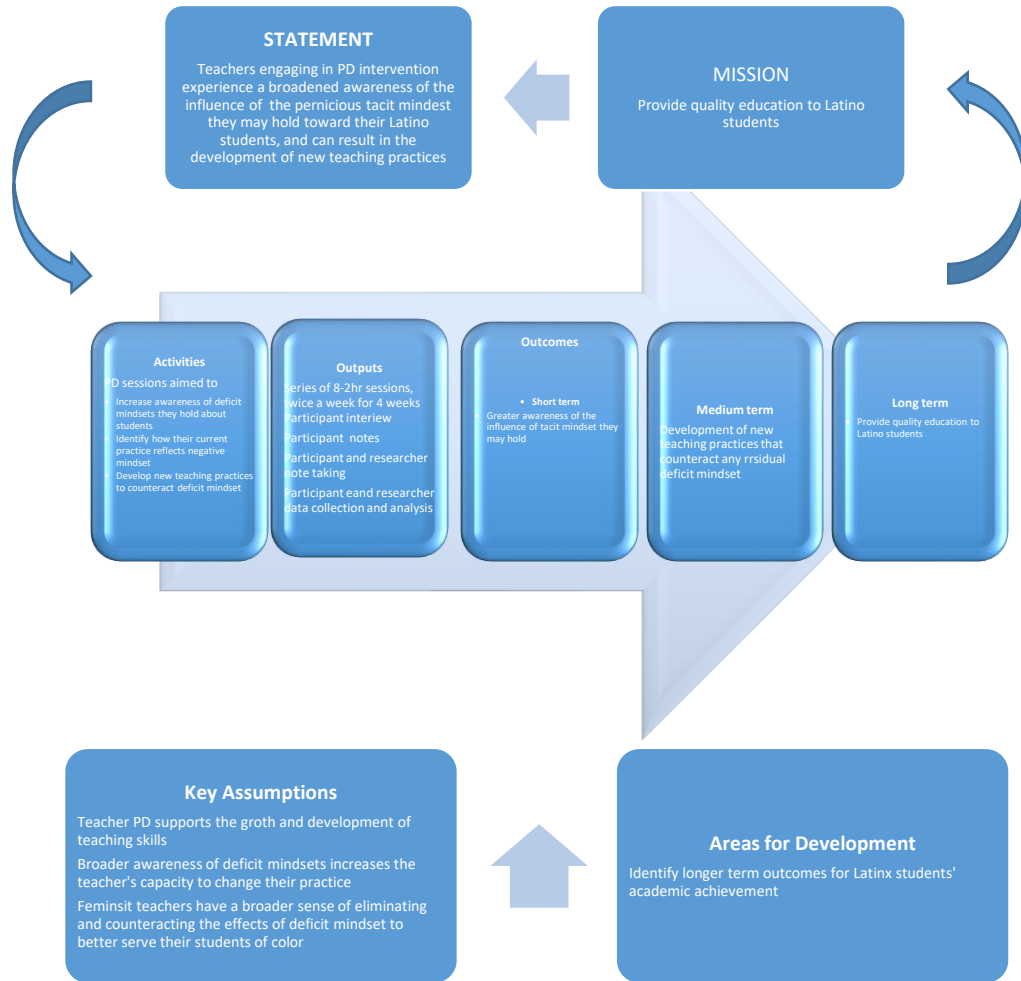 STATEMENT
Teachers engaging in PD intervention
experience a broadened awareness of the
influence of the pernicious tacit mindest
they may hold toward their Latino
students, and can result in the
development of new teaching practices
MISSION
Provide quality education to Latino
students
Activities
PD sessions aimed to
• Increase awareness of deficit
mindsets they hold about
students
• Identify how their current
practice reflects negative
mindset
• Develop new teaching practices
to counteract deficit mindset
Outputs
Series of 8-2hr sessions,
twice a week for 4 weeks
Participant interiew
Participant notes
Participant and researcher
note taking
Participant eand researcher
data collection and analysis
Outcomes
• Short term
• Greater awareness of the
influence of tacit mindset they
may hold
Medium term
Development of new
teaching practices that
counteract any rrsidual
deficit mindset
Long term
• Provide quality education to
Latino students
Key Assumptions
Teacher PD supports the groth and development of
teaching skills
Broader awareness of deficit mindsets increases the
teacher's capacity to change their practice
Feminsit teachers have a broader sense of eliminating
and counteracting the effects of deficit mindset to
better serve their students of color
Areas for Development
Identify longer term outcomes for Latinx students'
academic achievement